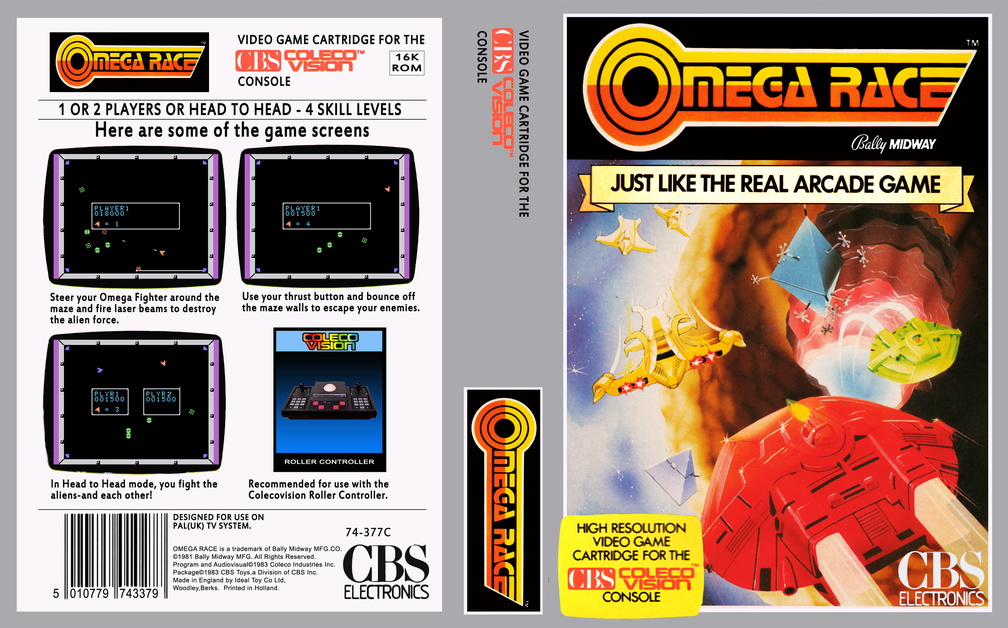 OMEGA RACE
VIDEO GAME CARTRIDGE FOR THE
CBS COLECO VISION™
CONSOLE
16K
ROM
1 OR 2 PLAYERS OR HEAD TO HEAD - 4 SKILL LEVELS
Here are some of the game screens
PLAYER1
018000
= 1
PLAYER1
001500
= 4
Steer your Omega Fighter around the
maze and fire laser beams to destroy
the alien force.
Use your thrust button and bounce off
the maze walls to escape your enemies.
PLYR1
001500
= 3
PLYR2
001500
COLECO
VISION
ROLLER CONTROLLER
In Head to Head mode, you fight the
aliens-and each other!
Recommended for use with the
Colecovision Roller Controller.
DESIGNED FOR USE ON
PAL(UK) TV SYSTEM.
74-377C
OMEGA RACE is a trademark of Bally Midway MFG.CO.
©1981 Bally Midway MFG. All Rights Reserved.
Program and Audiovisual©1983 Coleco Industries Inc.
Package©1983 CBS Toys,a Division of CBS Inc.
Made in England by Ideal Toy Co Ltd,
Woodley,Berks. Printed in Holland.
5 010779 743379
CBS
ELECTRONICS
VIDEO GAME CARTRIDGE FOR THE
CBS COLECO VISION™
CONSOLE
OMEGA RACE™
OMEGA RACE™
Bally MIDWAY
JUST LIKE THE REAL ARCADE GAME
HIGH RESOLUTION
VIDEO GAME
CARTRIDGE FOR THE
CBS COLECO VISION™
CONSOLE
CBS
ELECTRONICS